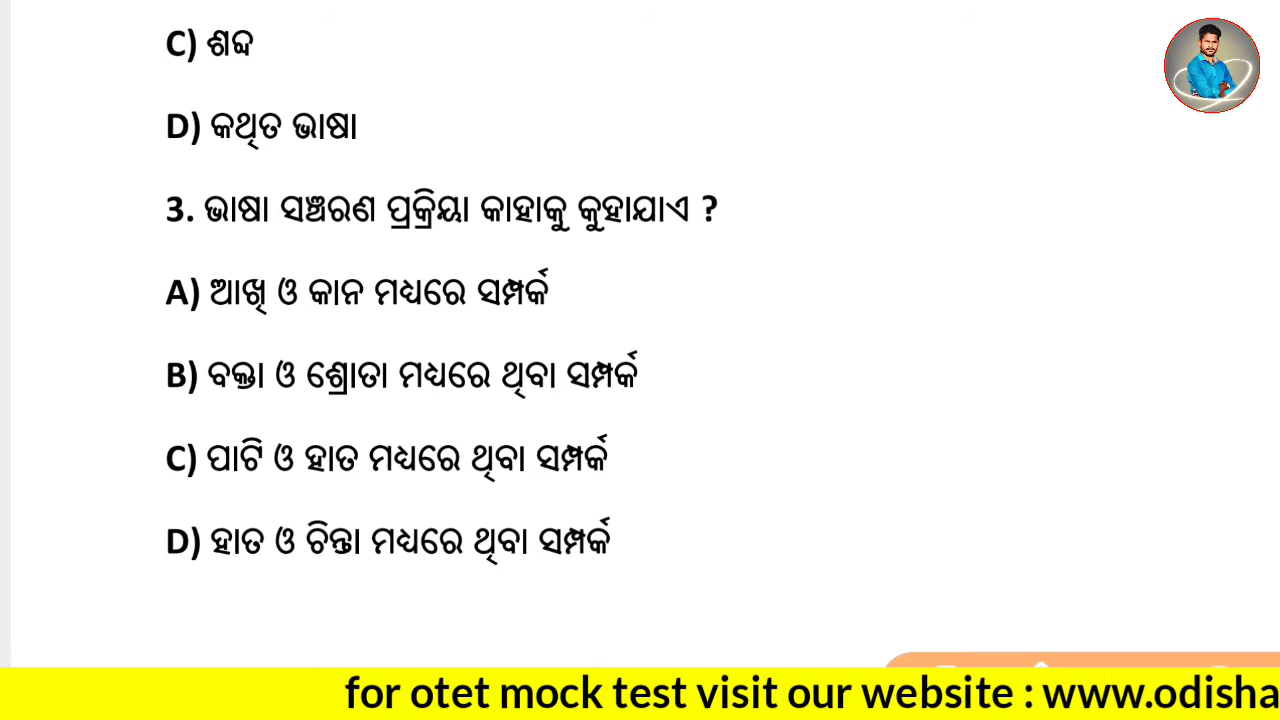 C) ଶବ୍ଦ
D) କଥିତ ଭାଷା
3. ଭାଷା ସଞ୍ଚରଣ ପ୍ରକ୍ରିୟା କାହାକୁ କୁହାଯାଏ ?
A) ଆଖି ଓ କାନ ମଧ୍ୟରେ ସମ୍ପର୍କ
B) ବକ୍ତା ଓ ଶ୍ରୋତା ମଧ୍ୟରେ ଥିବା ସମ୍ପର୍କ
C) ପାଟି ଓ ହାତ ମଧ୍ୟରେ ଥିବା ସମ୍ପର୍କ
D) ହାତ ଓ ଚିନ୍ତା ମଧ୍ୟରେ ଥିବା ସମ୍ପର୍କ
for otet mock test visit our website : www.odisha